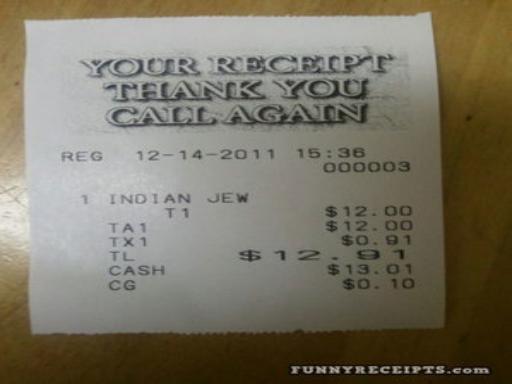 YOUR RECEIPT
THANK YOU
CALL AGAIN
REG 12-14-2011 15:36
000003
1 INDIAN JEW
T1 $12.00
TA1 $12.00
TX1 $0.91
TL $12.91
CASH $13.01
CG $0.10
FUNNYRECEIPTS.com